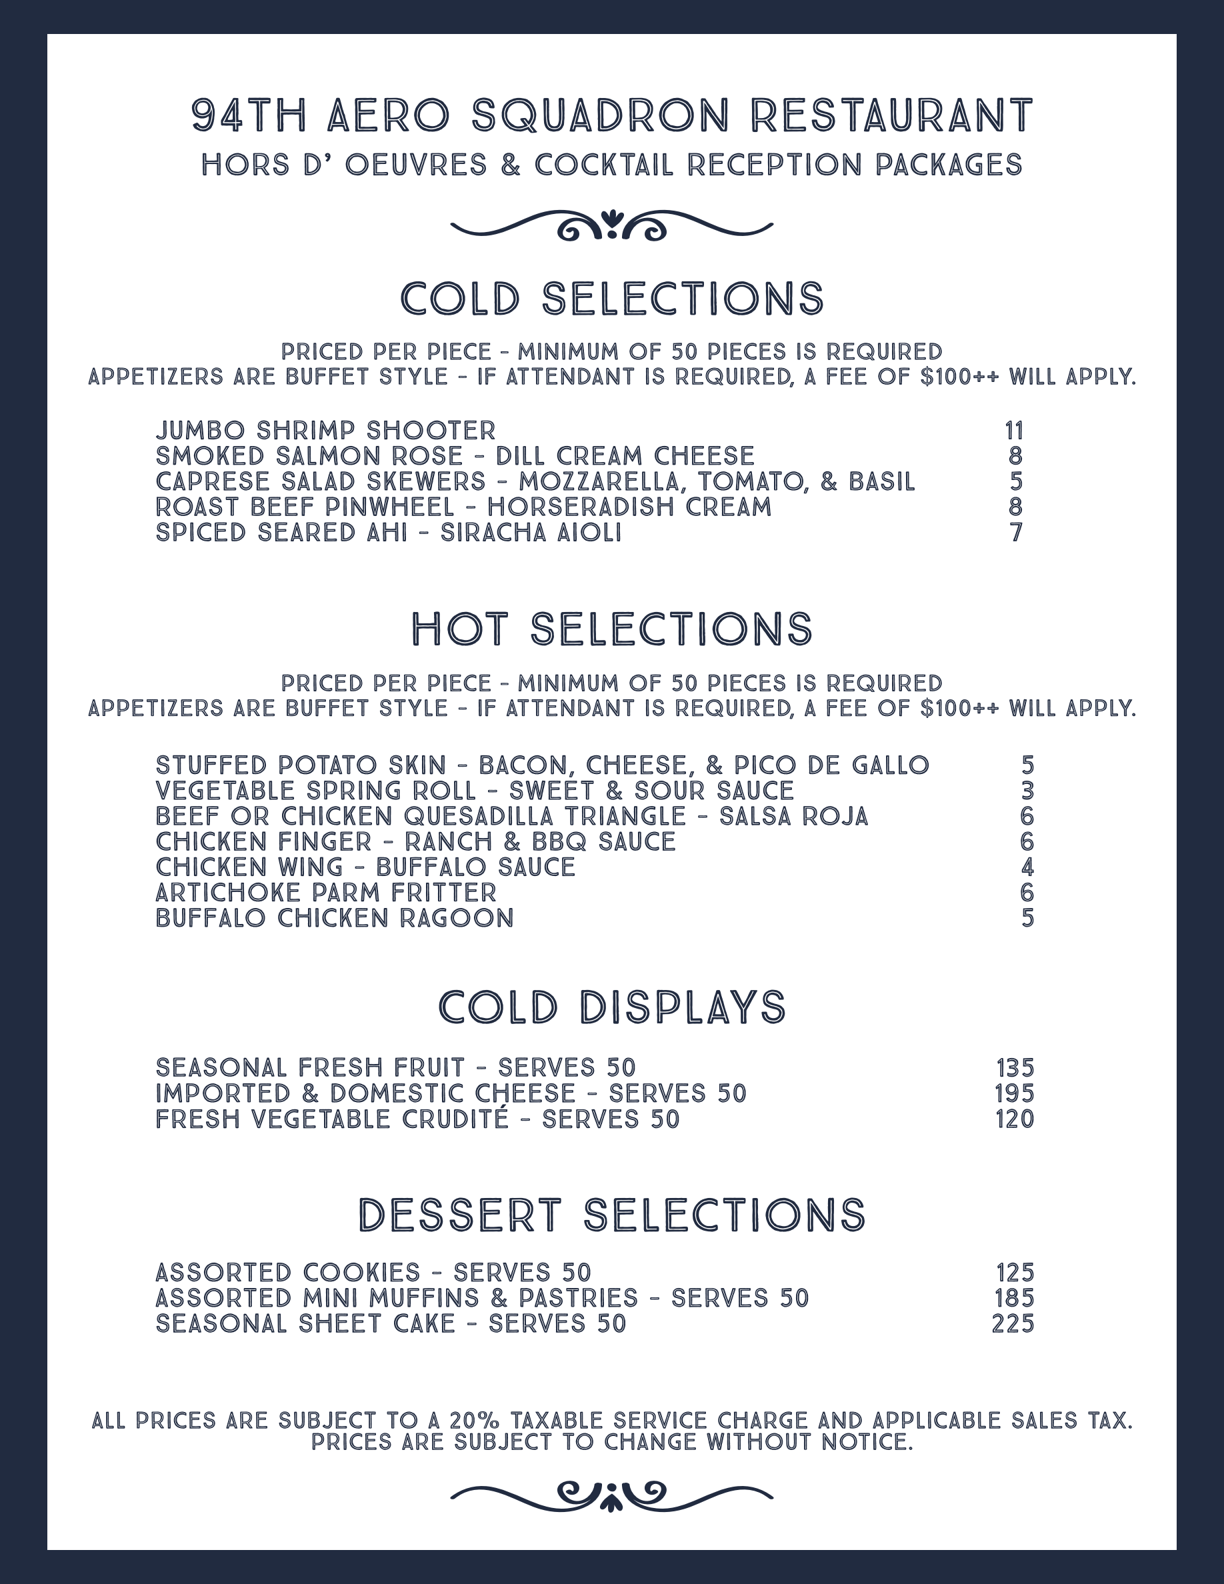 94TH AERO SQUADRON RESTAURANT
HORS D' OEUVRES & COCKTAIL RECEPTION PACKAGES
COLD SELECTIONS
PRICED PER PIECE - MINIMUM OF 50 PIECES IS REQUIRED
APPETIZERS ARE BUFFET STYLE - IF ATTENDANT IS REQUIRED, A FEE OF $100++ WILL APPLY.
JUMBO SHRIMP SHOOTER 11
SMOKED SALMON ROSE - DILL CREAM CHEESE 8
CAPRESE SALAD SKEWERS - MOZZARELLA, TOMATO, & BASIL 5
ROAST BEEF PINWHEEL - HORSERADISH CREAM 8
SPICED SEARED AHI - SIRACHA AIOLI 7
HOT SELECTIONS
PRICED PER PIECE - MINIMUM OF 50 PIECES IS REQUIRED
APPETIZERS ARE BUFFET STYLE - IF ATTENDANT IS REQUIRED, A FEE OF $100++ WILL APPLY.
STUFFED POTATO SKIN - BACON, CHEESE, & PICO DE GALLO 5
VEGETABLE SPRING ROLL - SWEET & SOUR SAUCE 3
BEEF OR CHICKEN QUESADILLA TRIANGLE - SALSA ROJA 6
CHICKEN FINGER - RANCH & BBQ SAUCE 6
CHICKEN WING - BUFFALO SAUCE 4
ARTICHOKE PARM FRITTER 6
BUFFALO CHICKEN RAGOON 5
COLD DISPLAYS
SEASONAL FRESH FRUIT - SERVES 50 135
IMPORTED & DOMESTIC CHEESE - SERVES 50 195
FRESH VEGETABLE CRUDITÉ - SERVES 50 120
DESSERT SELECTIONS
ASSORTED COOKIES - SERVES 50 125
ASSORTED MINI MUFFINS & PASTRIES - SERVES 50 185
SEASONAL SHEET CAKE - SERVES 50 225
ALL PRICES ARE SUBJECT TO A 20% TAXABLE SERVICE CHARGE AND APPLICABLE SALES TAX.
PRICES ARE SUBJECT TO CHANGE WITHOUT NOTICE.